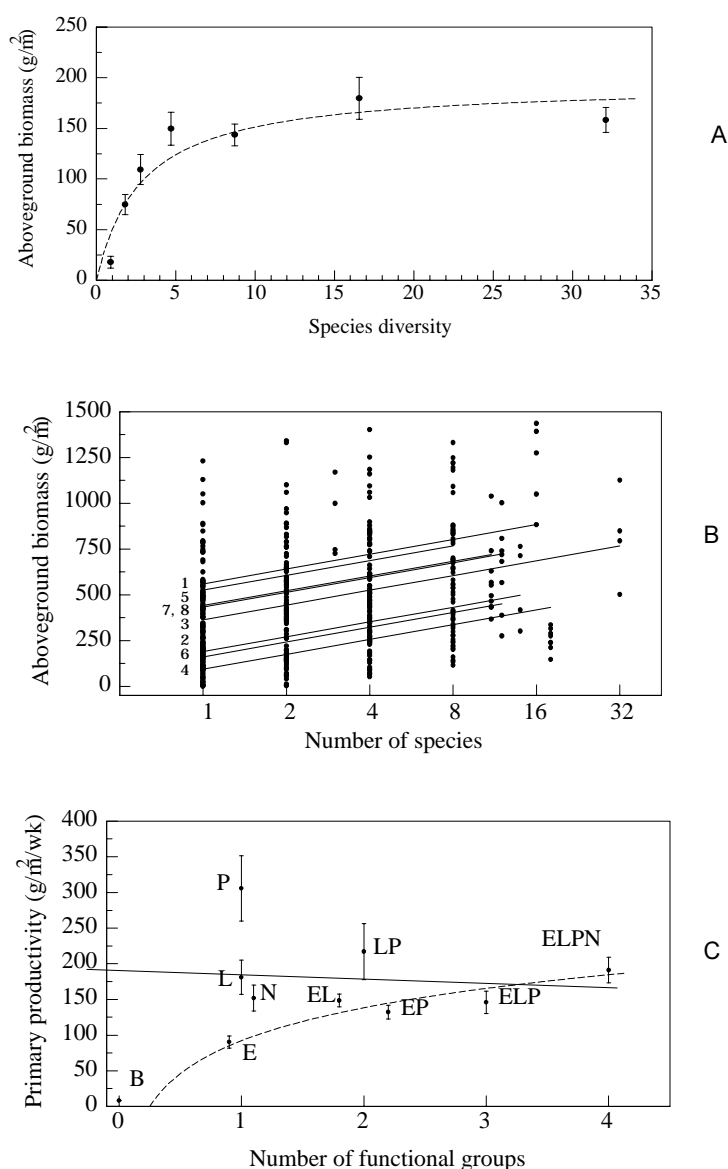 Aboveground biomass (g/m²)
250
200
150
100
50
0
0 5 10 15 20 25 30 35
Species diversity
A
Aboveground biomass (g/m²)
1500
1250
1000
750
500
250
0
1
5
7, 8
3
2
6
4
1 2 4 8 16 32
Number of species
B
Primary productivity (g/m²/wk)
400
350
300
250
200
150
100
50
0
P
LP
ELPN
L
N
EL
EP
ELP
E
B
0 1 2 3 4
Number of functional groups
C